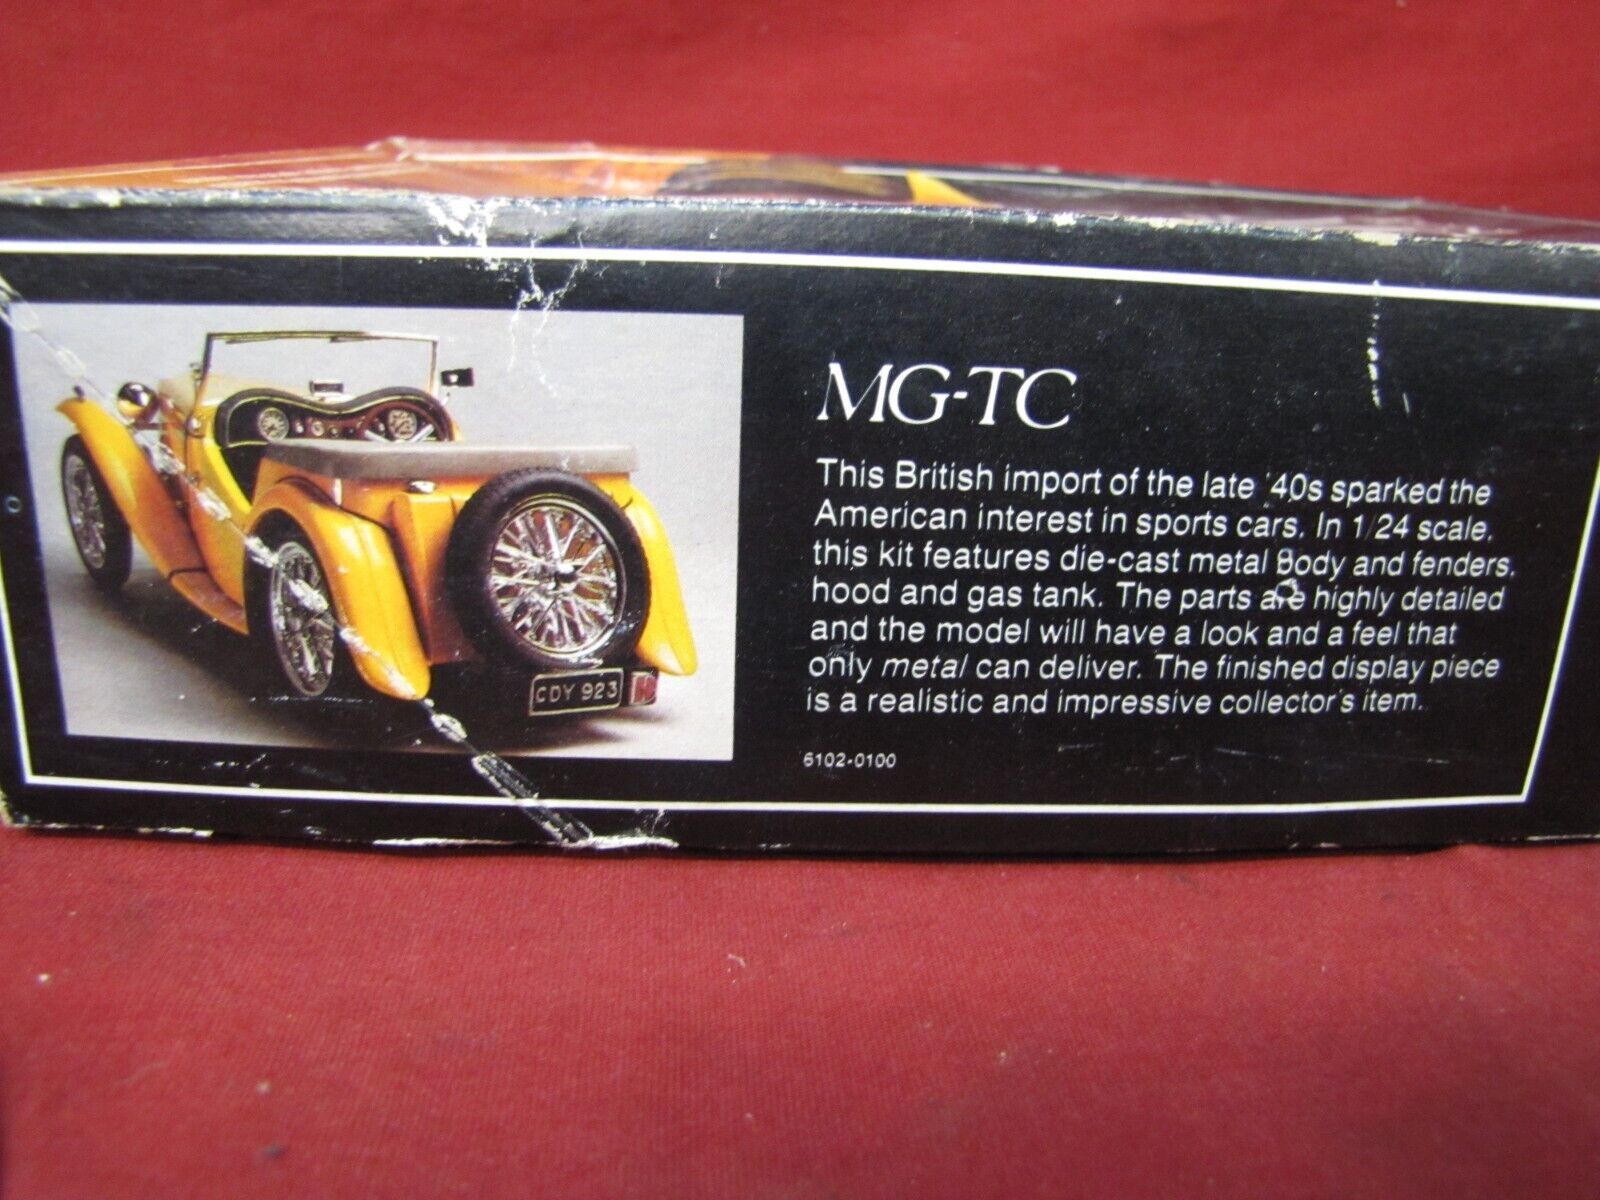 MG-TC
This British import of the late '40s sparked the
American interest in sports cars. In 1/24 scale,
this kit features die-cast metal body and fenders,
hood and gas tank. The parts are highly detailed
and the model will have a look and a feel that
only metal can deliver. The finished display piece
is a realistic and impressive collector's item.
6102-0100
CDY 923